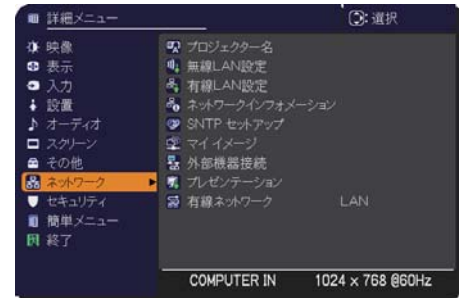 詳細メニュー
:選択
映像
表示
入力
設置
オーディオ
スクリーン
その他
ネットワーク
セキュリティ
簡単メニュー
終了
プロジェクター名
無線LAN設定
有線LAN設定
ネットワークインフォメーション
SNTP セットアップ
マイ イメージ
外部機器接続
プレゼンテーション
有線ネットワーク LAN
COMPUTER IN 1024 × 768 @60Hz